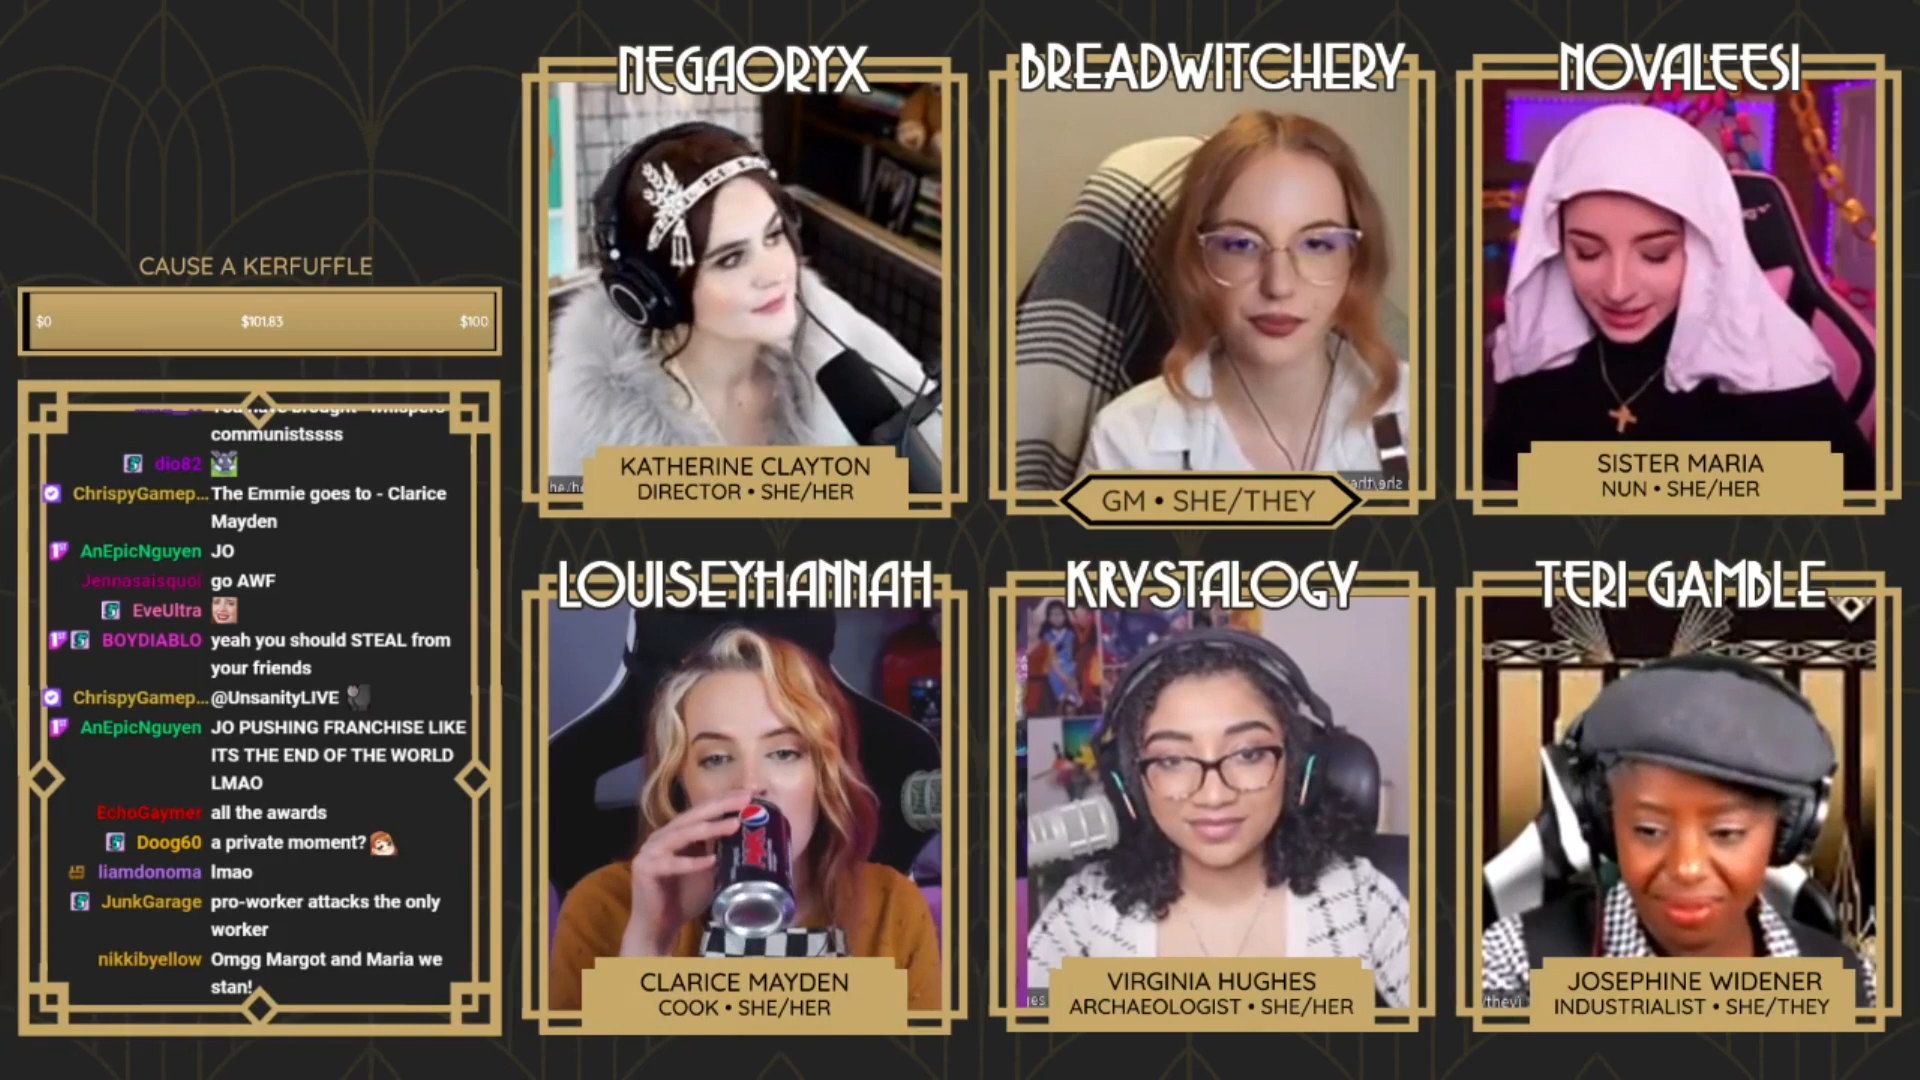 CAUSE A KERFUFFLE
$0 $101.83 $100
communistssss
dio82
ChrispyGamep... The Emmie goes to - Clarice
Mayden
AnEpicNguyen JO
Jennasaisquoi go AWF
EveUltra
BOYDIABLO yeah you should STEAL from
your friends
ChrispyGamep... @UnsanityLIVE
AnEpicNguyen JO PUSHING FRANCHISE LIKE
ITS THE END OF THE WORLD
LMAO
EchoGaymer all the awards
Doog60 a private moment?
liamdonoma lmao
JunkGarage pro-worker attacks the only
worker
nikkibyellow Omgg Margot and Maria we
stan!
NEGAORYX
KATHERINE CLAYTON
DIRECTOR • SHE/HER
BREADWITCHERY
GM • SHE/THEY
NOVALEESI
SISTER MARIA
NUN • SHE/HER
LOUISEYHANNAH
CLARICE MAYDEN
COOK • SHE/HER
KRYSTALOGY
VIRGINIA HUGHES
ARCHAEOLOGIST • SHE/HER
TERI GAMBLE
JOSEPHINE WIDENER
INDUSTRIALIST • SHE/THEY